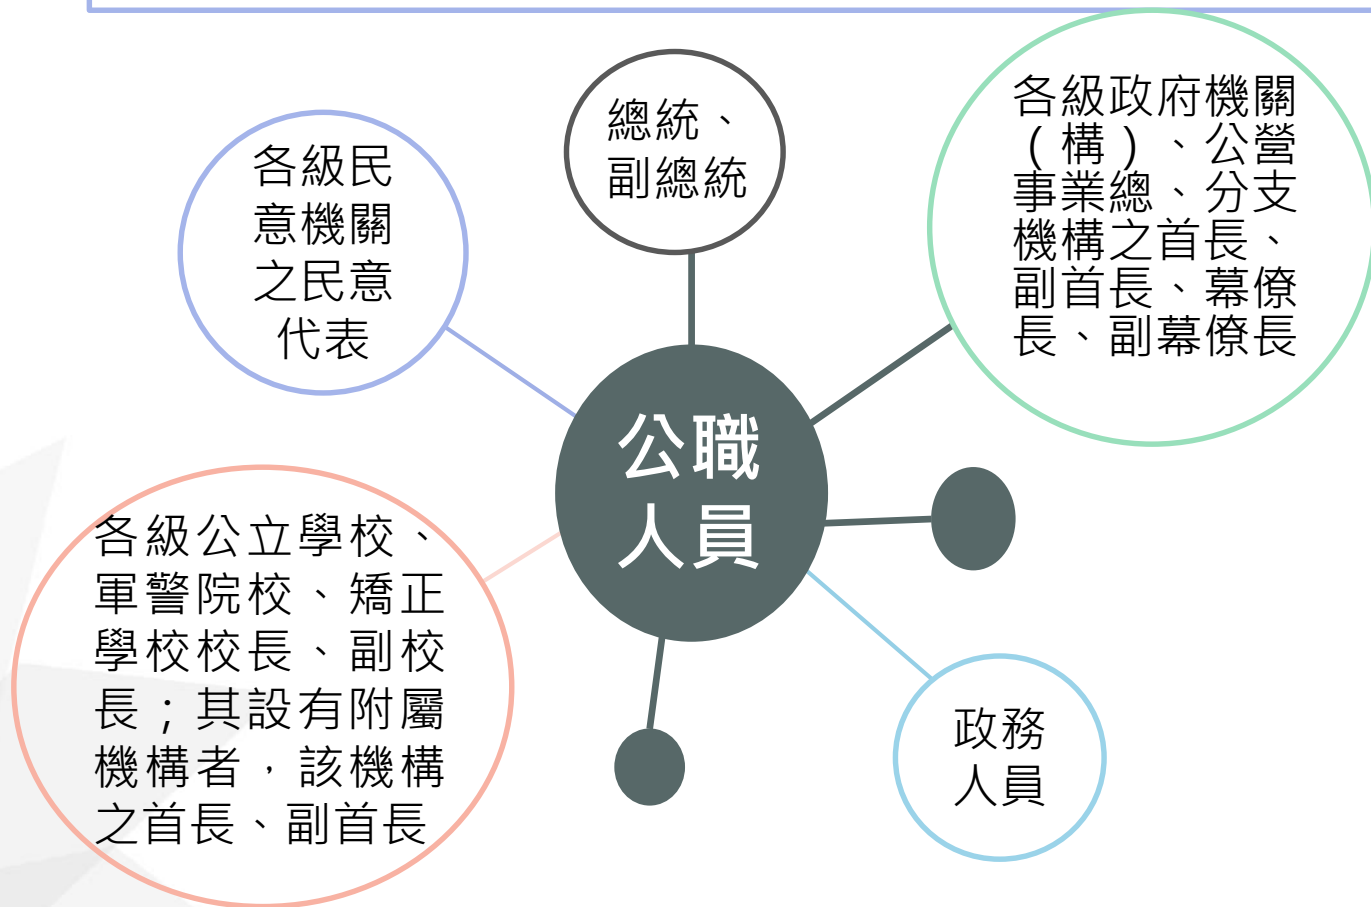 總統、
副總統
各級政府機關
（構）、公營
事業總、分支
機構之首長、
副首長、幕僚
長、副幕僚長
各級民
意機關
之民意
代表
公職
人員
各級公立學校、
軍警院校、矯正
學校校長、副校
長；其設有附屬
機構者，該機構
之首長、副首長
政務
人員